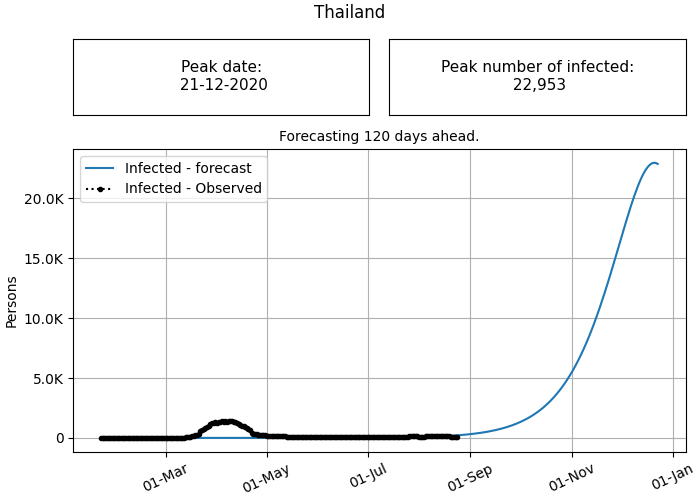 Thailand
Peak date:
21-12-2020
Peak number of infected:
22,953
Forecasting 120 days ahead.
Infected - forecast
Infected - Observed
Persons
20.0K
15.0K
10.0K
5.0K
0
01-Mar
01-May
01-Jul
01-Sep
01-Nov
01-Jan